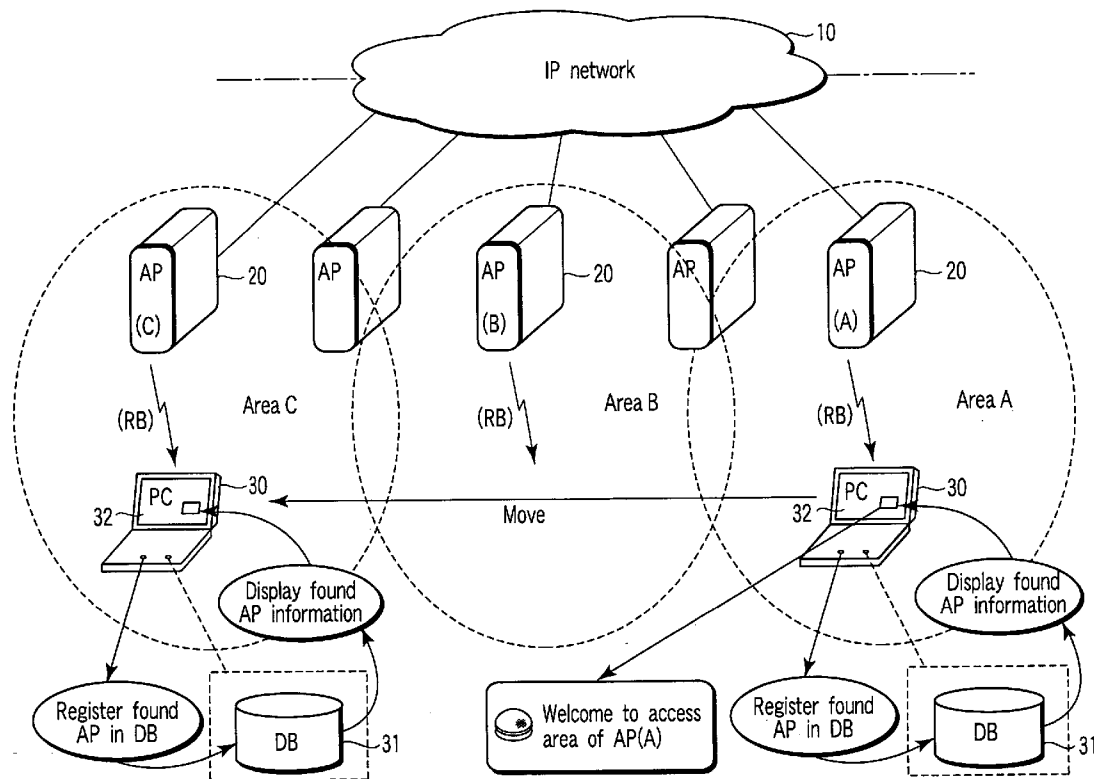 10
IP network
AP
(C)
20
AP
AP
(B)
20
AP
AP
(A)
20
(RB)
Area C
(RB)
Area B
(RB)
Area A
PC
30
32
Move
PC
30
32
Display found
AP information
Display found
AP information
Register found
AP in DB
DB
31
Welcome to access
area of AP(A)
Register found
AP in DB
DB
31